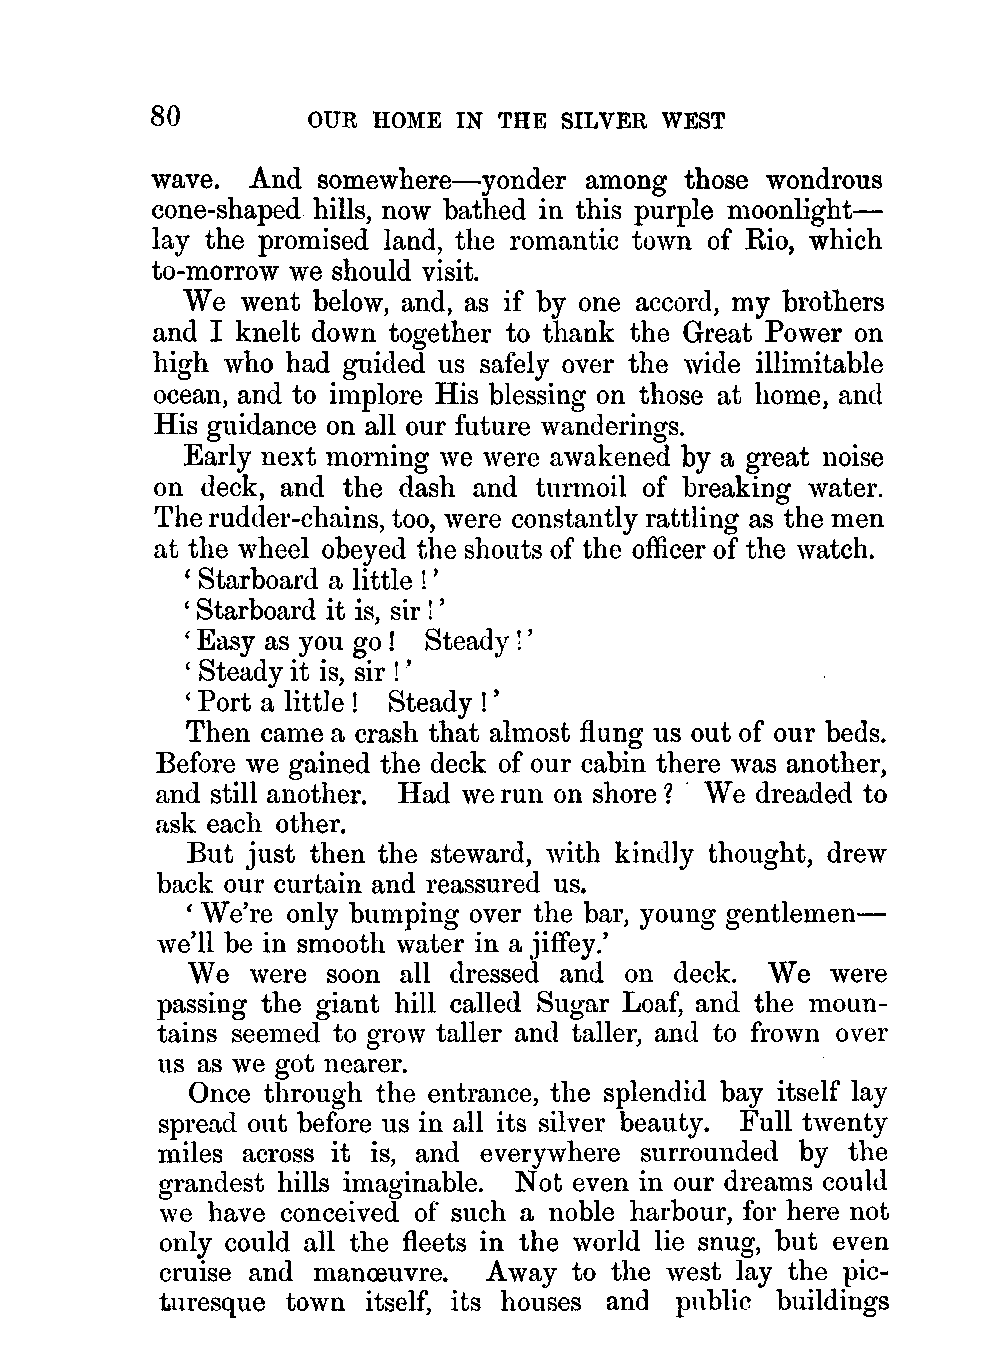 80 OUR HOME IN THE SILVER WEST
wave. And somewhere—yonder among those wondrous
cone-shaped hills, now bathed in this purple moonlight—
lay the promised land, the romantic town of Rio, which
to-morrow we should visit.
We went below, and, as if by one accord, my brothers
and I knelt down together to thank the Great Power on
high who had guided us safely over the wide illimitable
ocean, and to implore His blessing on those at home, and
His guidance on all our future wanderings.
Early next morning we were awakened by a great noise
on deck, and the dash and turmoil of breaking water.
The rudder-chains, too, were constantly rattling as the men
at the wheel obeyed the shouts of the officer of the watch.
‘Starboard a little!’
‘Starboard it is, sir!’
‘Easy as you go! Steady!’
‘Steady it is, sir!’
‘Port a little! Steady!’
Then came a crash that almost flung us out of our beds.
Before we gained the deck of our cabin there was another,
and still another. Had we run on shore? We dreaded to
ask each other.
But just then the steward, with kindly thought, drew
back our curtain and reassured us.
‘We’re only bumping over the bar, young gentlemen—
we’ll be in smooth water in a jiffey.’
We were soon all dressed and on deck. We were
passing the giant hill called Sugar Loaf, and the moun-
tains seemed to grow taller and taller, and to frown over
us as we got nearer.
Once through the entrance, the splendid bay itself lay
spread out before us in all its silver beauty. Full twenty
miles across it is, and everywhere surrounded by the
grandest hills imaginable. Not even in our dreams could
we have conceived of such a noble harbour, for here not
only could all the fleets in the world lie snug, but even
cruise and manœuvre. Away to the west lay the pic-
turesque town itself, its houses and public buildings